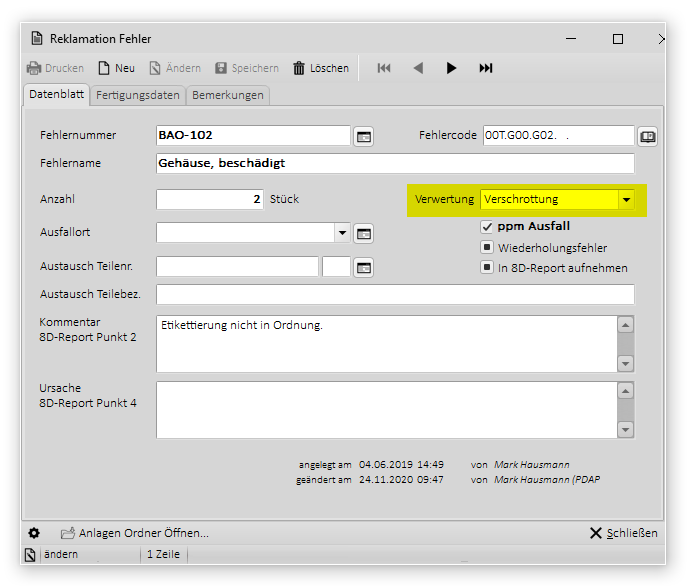 Reklamation Fehler
Drucken Neu Ändern Speichern Löschen
Datenblatt Fertigungsdaten Bemerkungen
Fehlernummer BAO-102 Fehlercode 00T.G00.G02. .
Fehlername Gehäuse, beschädigt
Anzahl 2 Stück Verwertung Verschrottung
Ausfallort ppm Ausfall
Wiederholungsfehler
Austausch Teilenr. In 8D-Report aufnehmen
Austausch Teilebez.
Kommentar Etikettierung nicht in Ordnung.
8D-Report Punkt 2
Ursache
8D-Report Punkt 4
angelegt am 04.06.2019 14:49 von Mark Hausmann
geändert am 24.11.2020 09:47 von Mark Hausmann (PDAP
Anlagen Ordner Öffnen... Schließen
ändern 1 Zeile